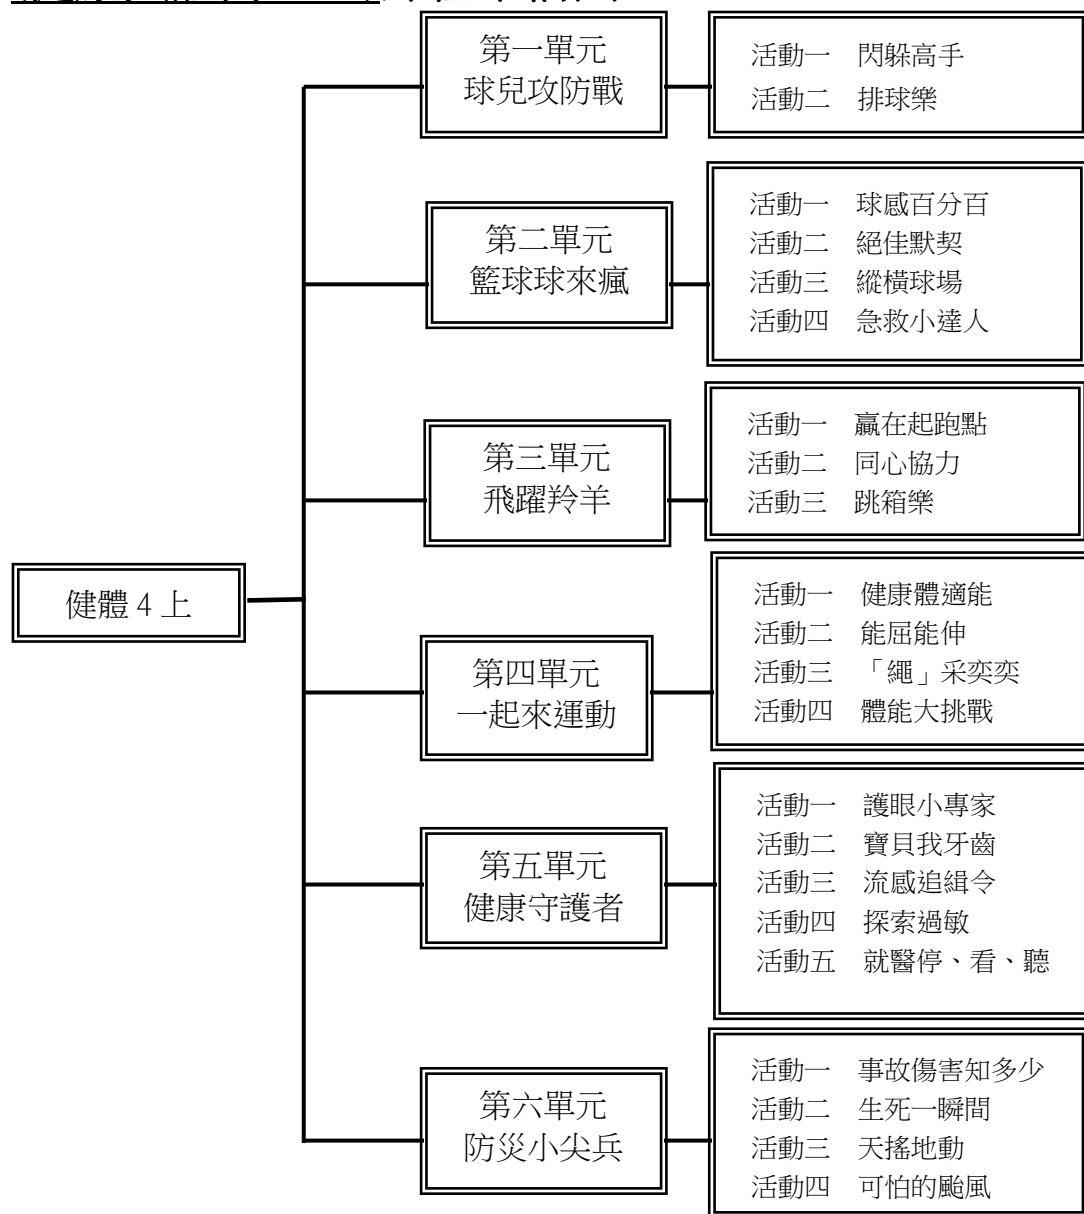 第一單元
球兒攻防戰
活動一　閃躲高手
活動二　排球樂
第二單元
籃球球來瘋
活動一　球感百分百
活動二　絕佳默契
活動三　縱橫球場
活動四　急救小達人
第三單元
飛躍羚羊
活動一　贏在起跑點
活動二　同心協力
活動三　跳箱樂
健體 4 上
第四單元
一起來運動
活動一　健康體適能
活動二　能屈能伸
活動三　「繩」采奕奕
活動四　體能大挑戰
第五單元
健康守護者
活動一　護眼小專家
活動二　寶貝我牙齒
活動三　流感追緝令
活動四　探索過敏
活動五　就醫停、看、聽
第六單元
防災小尖兵
活動一　事故傷害知多少
活動二　生死一瞬間
活動三　天搖地動
活動四　可怕的颱風